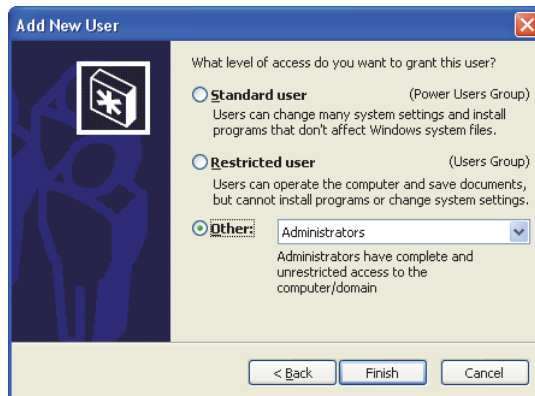 Add New User
What level of access do you want to grant this user?
Standard user (Power Users Group)
Users can change many system settings and install
programs that don't affect Windows system files.
Restricted user (Users Group)
Users can operate the computer and save documents,
but cannot install programs or change system settings.
Other: Administrators
Administrators have complete and
unrestricted access to the
computer/domain
< Back Finish Cancel